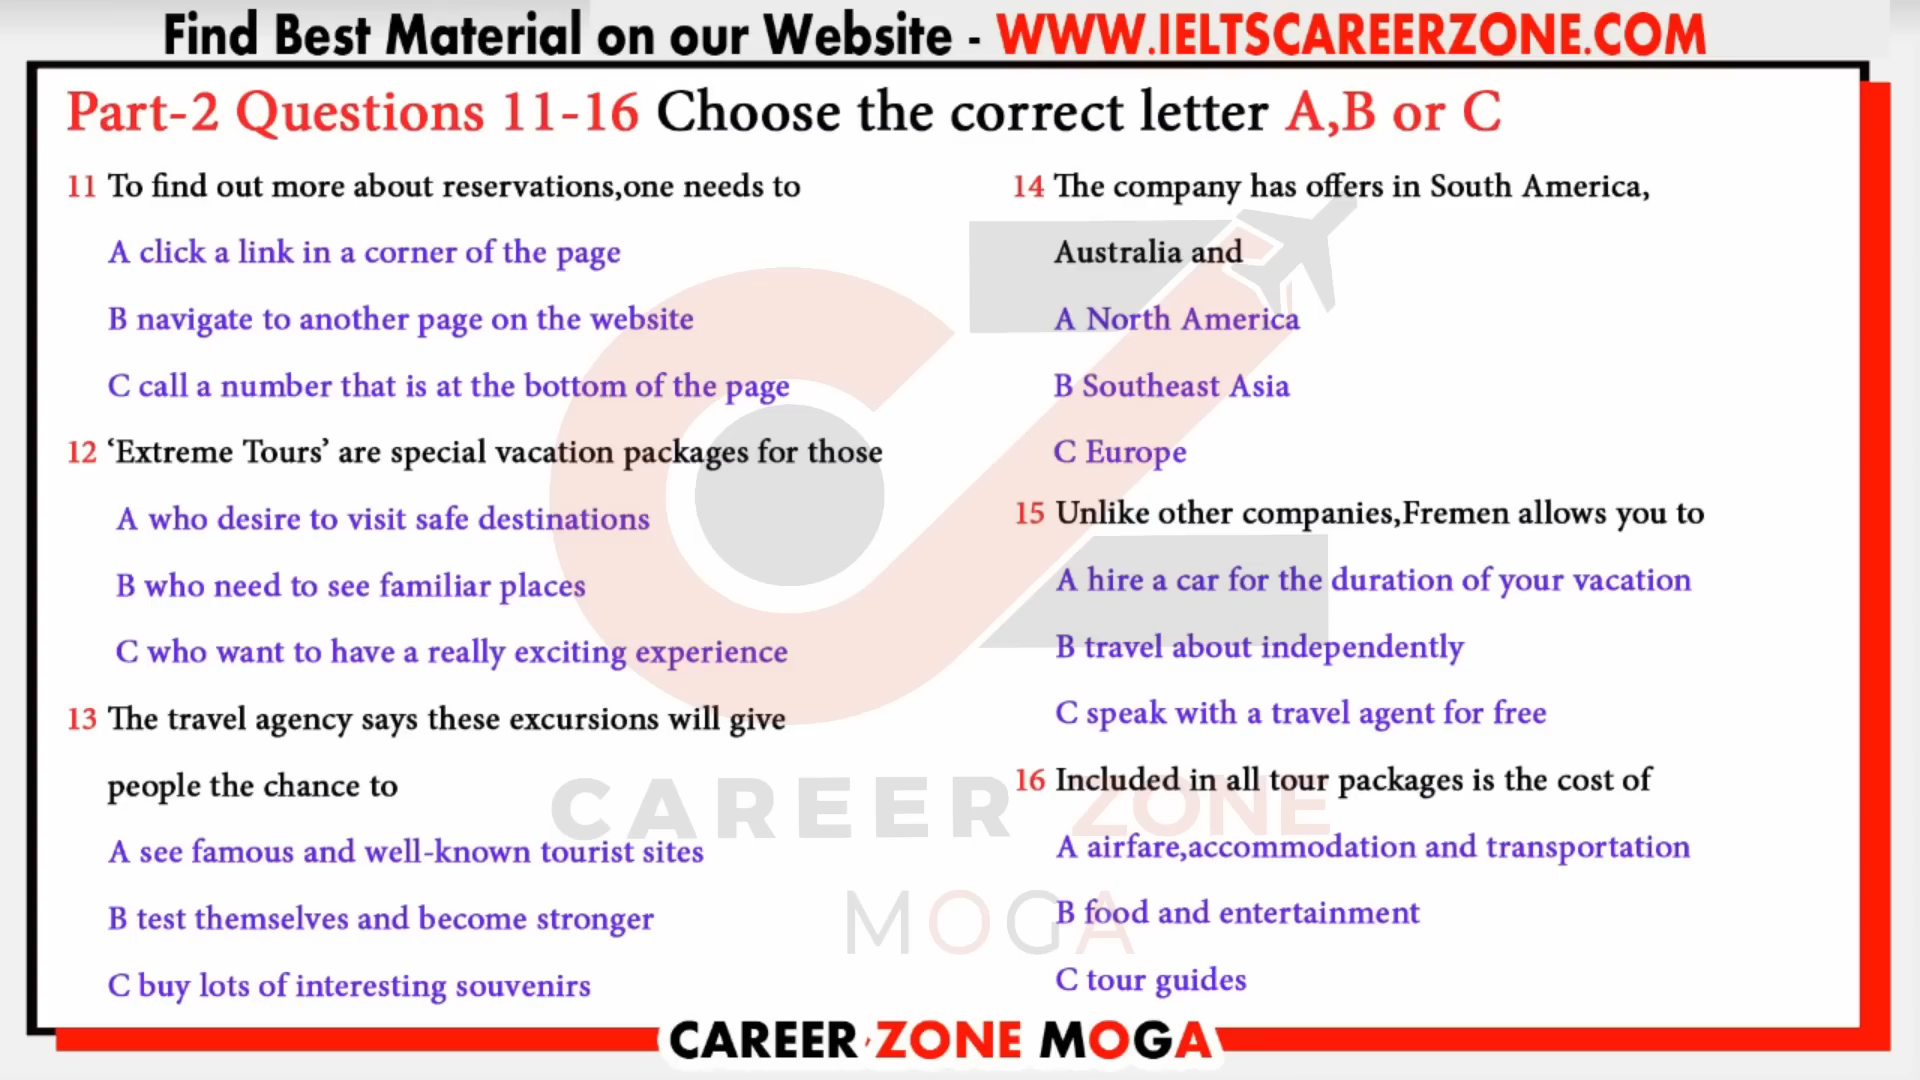 Find Best Material on our Website - WWW.IELTSCAREERZONE.COM
Part-2 Questions 11-16 Choose the correct letter A,B or C
11 To find out more about reservations,one needs to
A click a link in a corner of the page
B navigate to another page on the website
C call a number that is at the bottom of the page
12 ‘Extreme Tours’ are special vacation packages for those
A who desire to visit safe destinations
B who need to see familiar places
C who want to have a really exciting experience
13 The travel agency says these excursions will give
people the chance to
A see famous and well-known tourist sites
B test themselves and become stronger
C buy lots of interesting souvenirs
14 The company has offers in South America,
Australia and
A North America
B Southeast Asia
C Europe
15 Unlike other companies,Fremen allows you to
A hire a car for the duration of your vacation
B travel about independently
C speak with a travel agent for free
16 Included in all tour packages is the cost of
A airfare,accommodation and transportation
B food and entertainment
C tour guides
CAREER ZONE
MOGA
CAREER ZONE MOGA